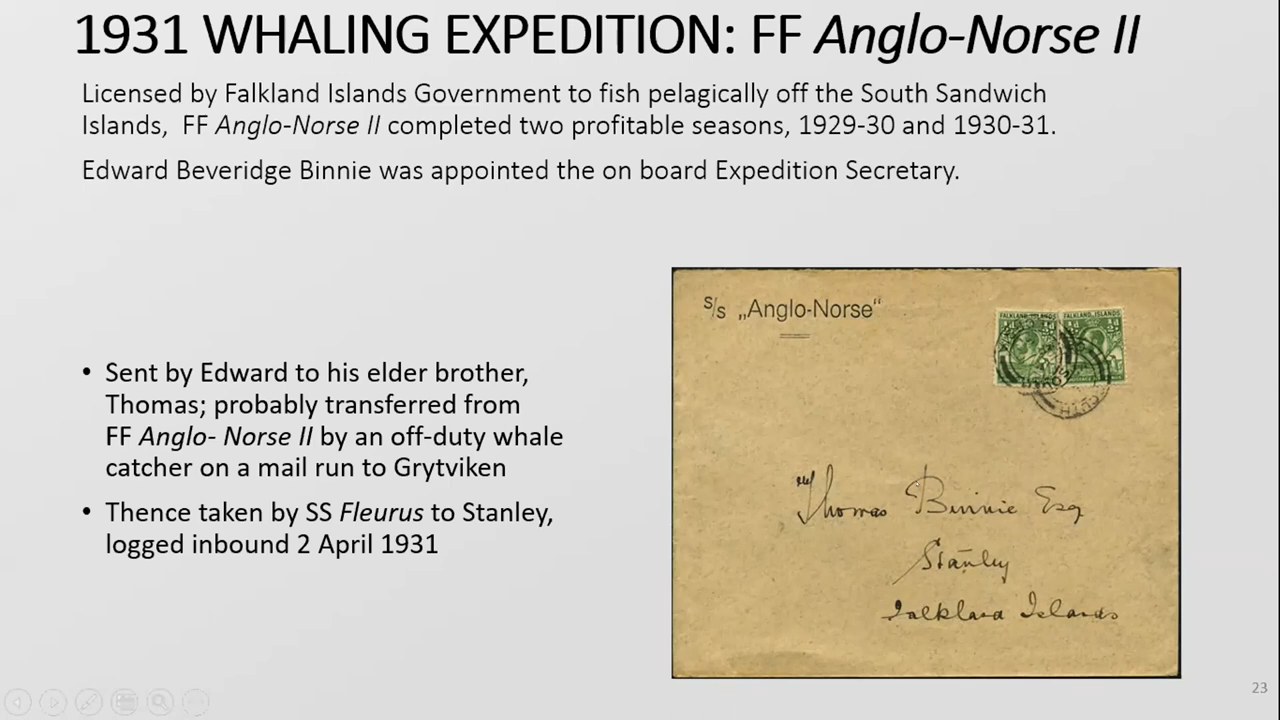 1931 WHALING EXPEDITION: FF Anglo-Norse II
Licensed by Falkland Islands Government to fish pelagically off the South Sandwich
Islands, FF Anglo-Norse II completed two profitable seasons, 1929-30 and 1930-31.
Edward Beveridge Binnie was appointed the on board Expedition Secretary.
• Sent by Edward to his elder brother,
Thomas; probably transferred from
FF Anglo- Norse II by an off-duty whale
catcher on a mail run to Grytviken
• Thence taken by SS Fleurus to Stanley,
logged inbound 2 April 1931
S/S „Anglo-Norse“
FALKLAND ISLANDS FALKLAND ISLANDS
SOUTH
SOUTH
Thomas Binnie Esq
Stanley
Falkland Islands
23